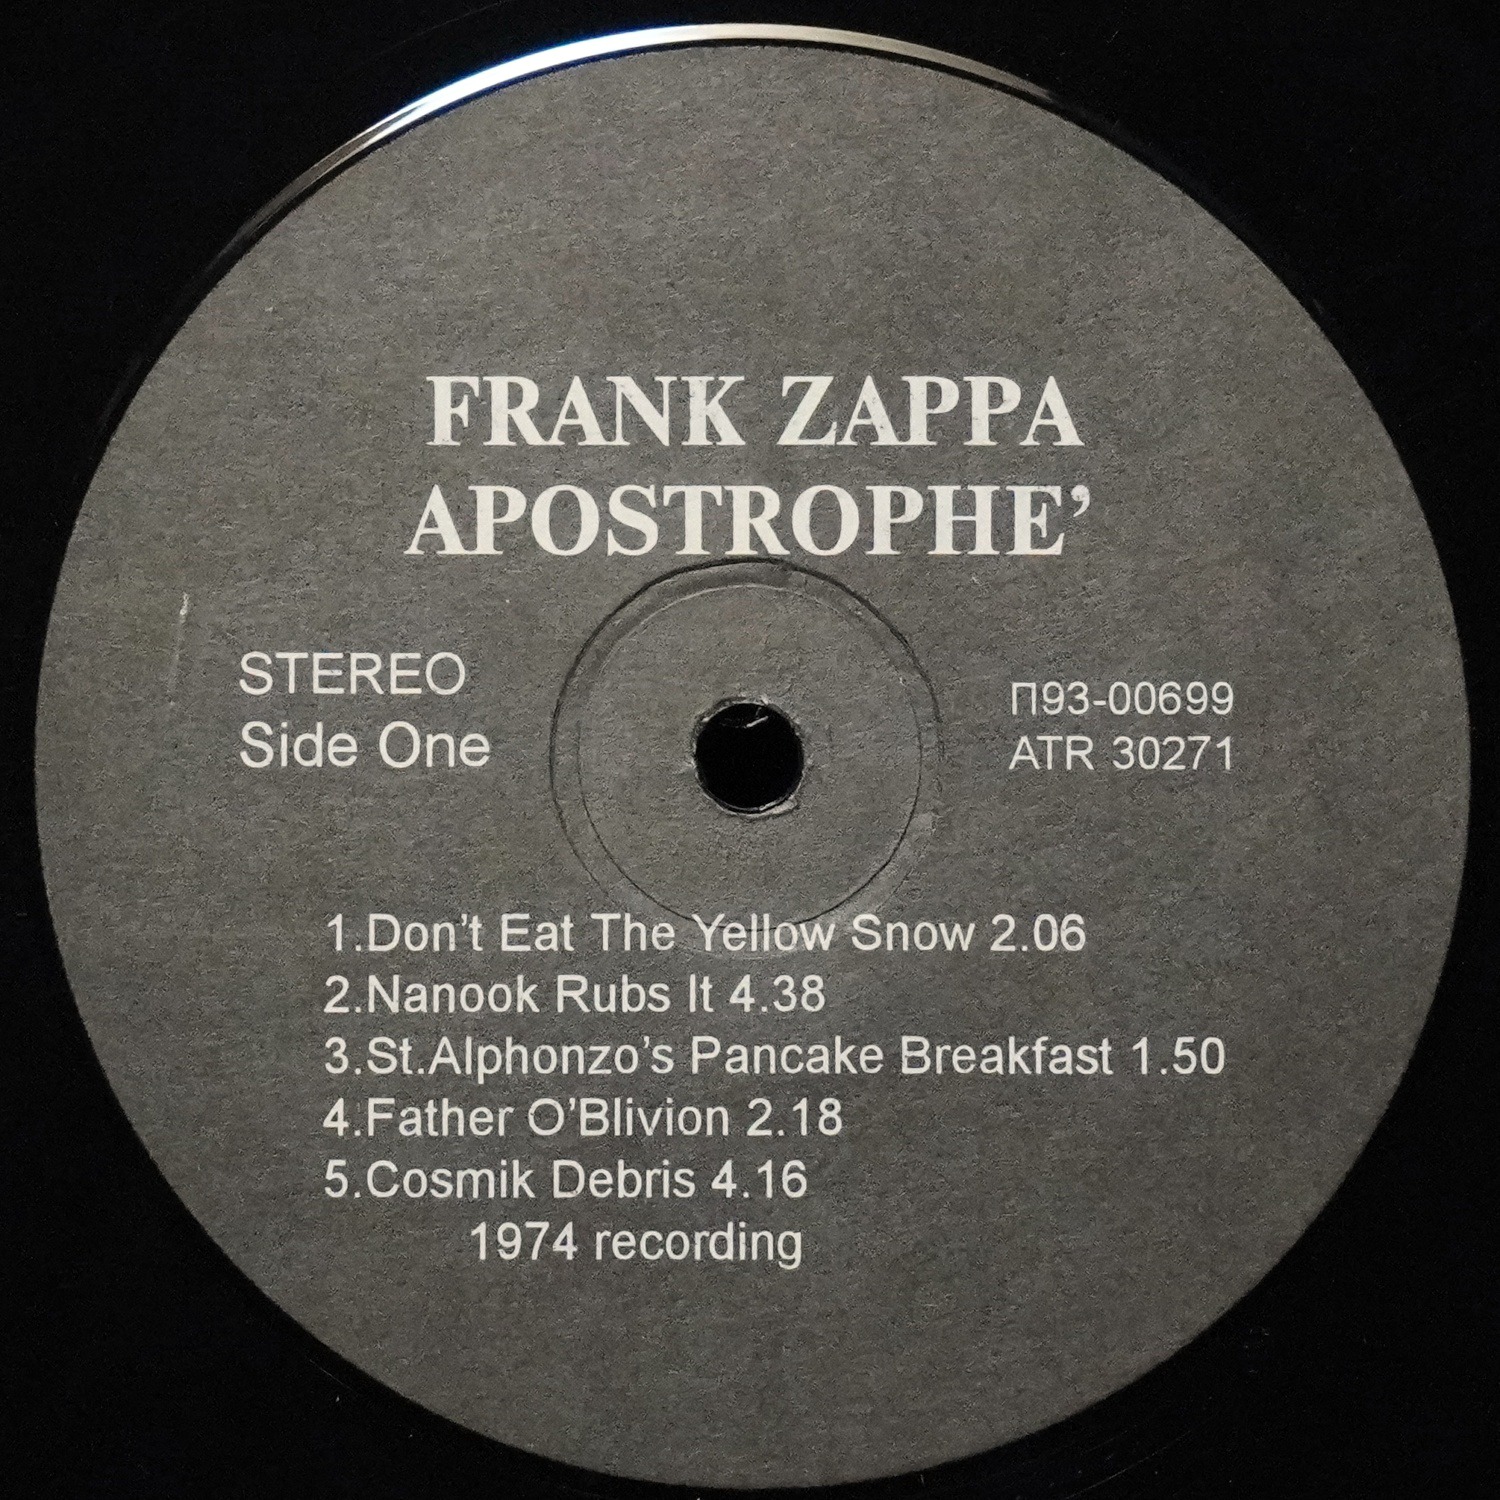 FRANK ZAPPA
APOSTROPHE’
STEREO
Side One
П93-00699
ATR 30271
1.Don’t Eat The Yellow Snow 2.06
2.Nanook Rubs It 4.38
3.St.Alphonzo’s Pancake Breakfast 1.50
4.Father O’Blivion 2.18
5.Cosmik Debris 4.16
1974 recording